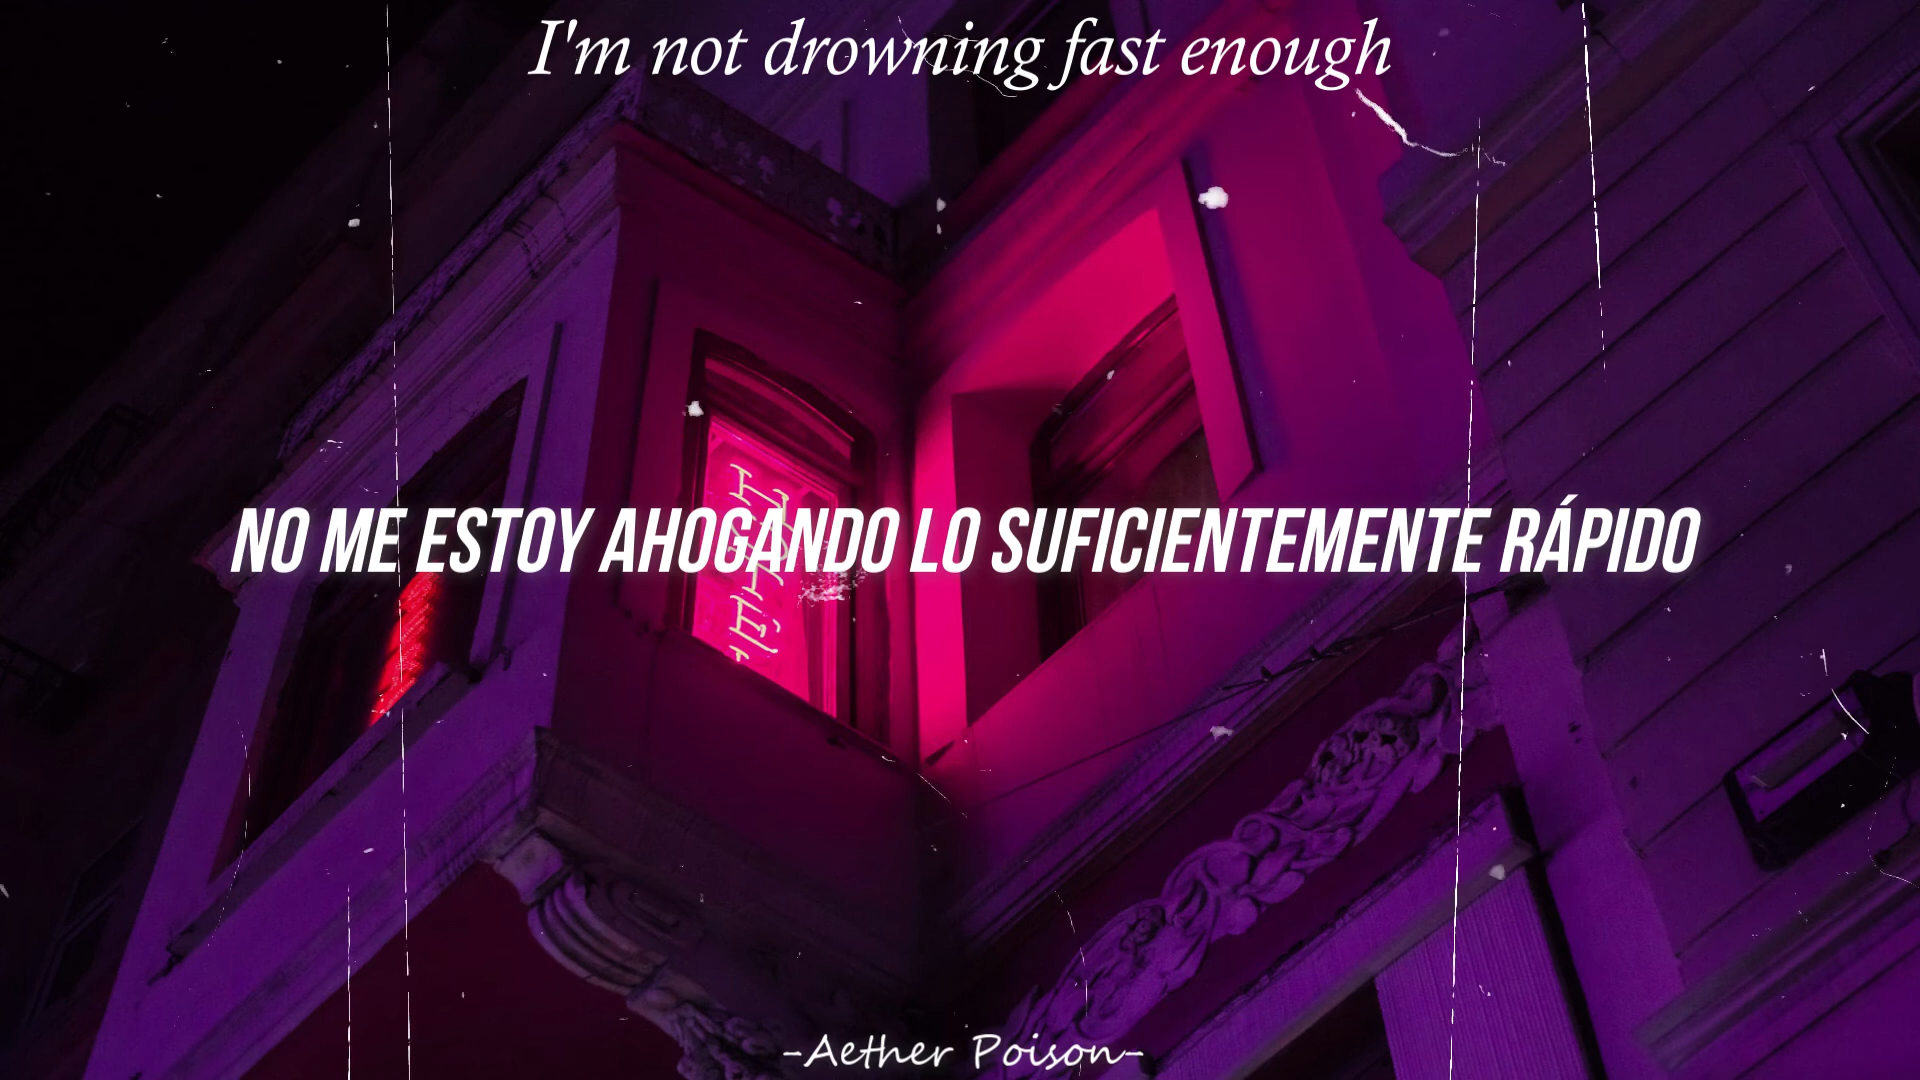 I'm not drowning fast enough
NO ME ESTOY AHOGANDO LO SUFICIENTEMENTE RÁPIDO
-Aether Poison-